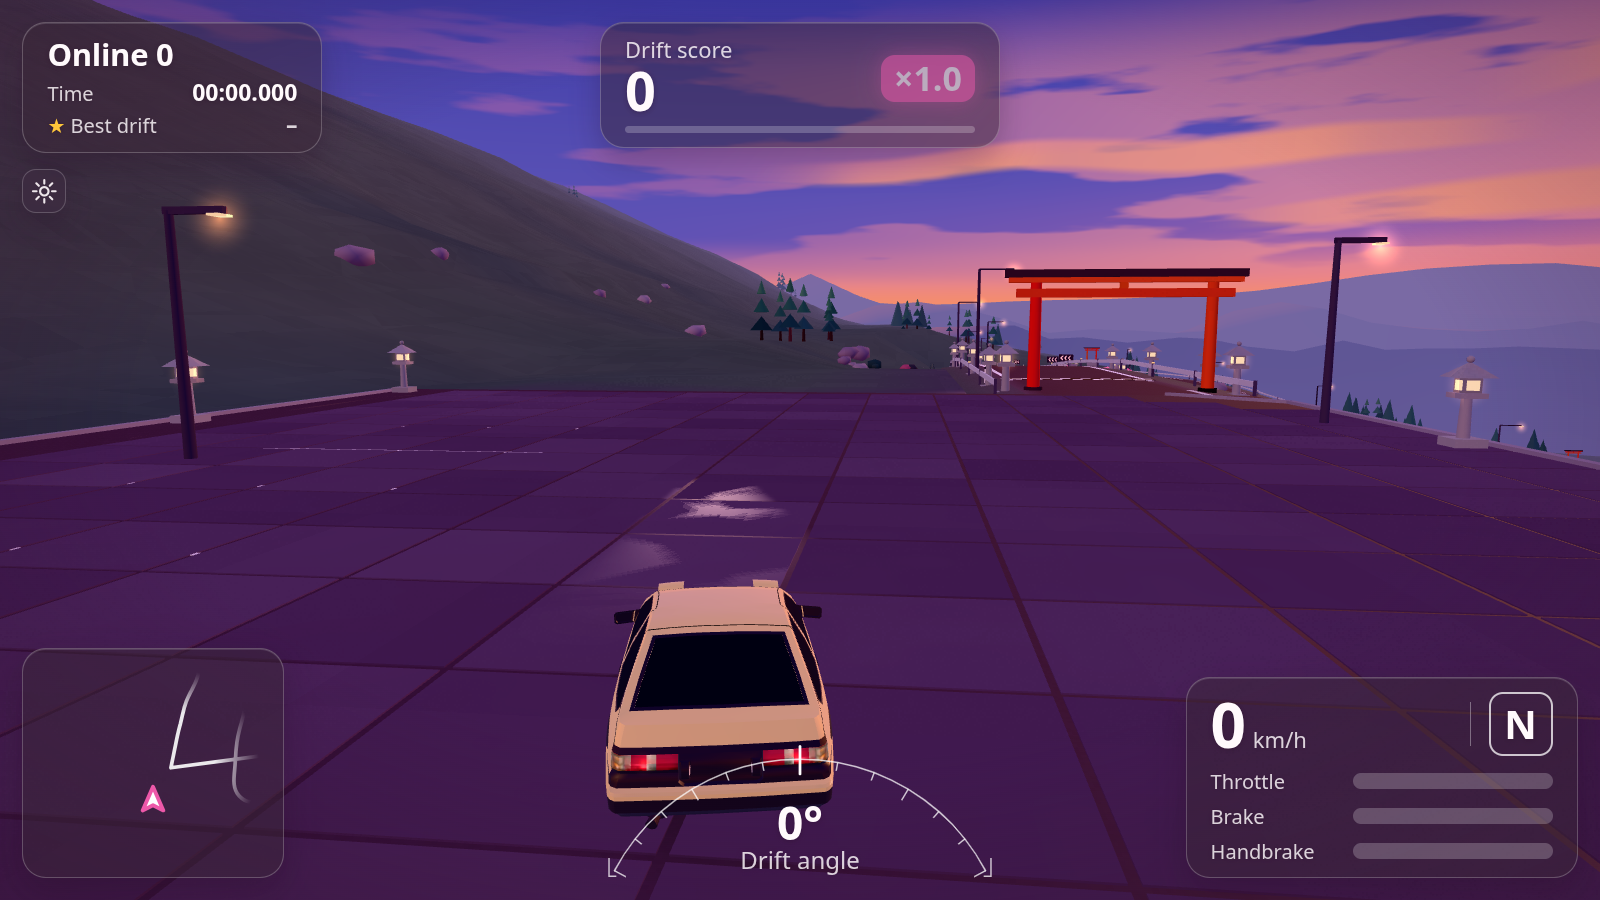 Online 0
Time 00:00.000
★ Best drift –
Drift score
0
×1.0
0°
Drift angle
0 km/h
N
Throttle
Brake
Handbrake